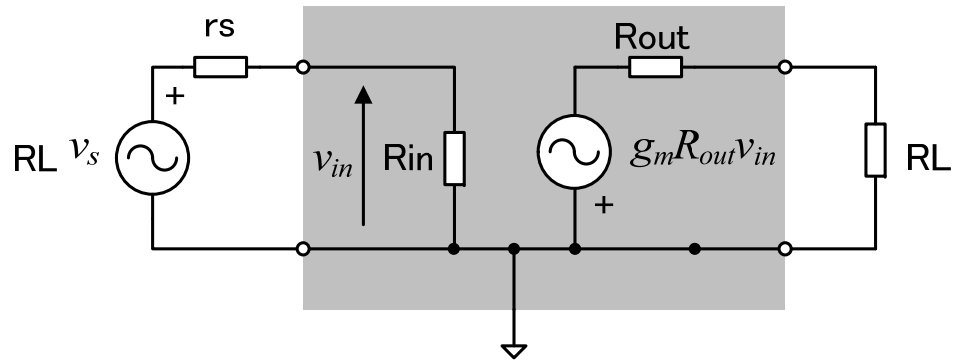 rs
Rout
+
RL
v_s
v_in
Rin
g_m R_out v_in
RL
+